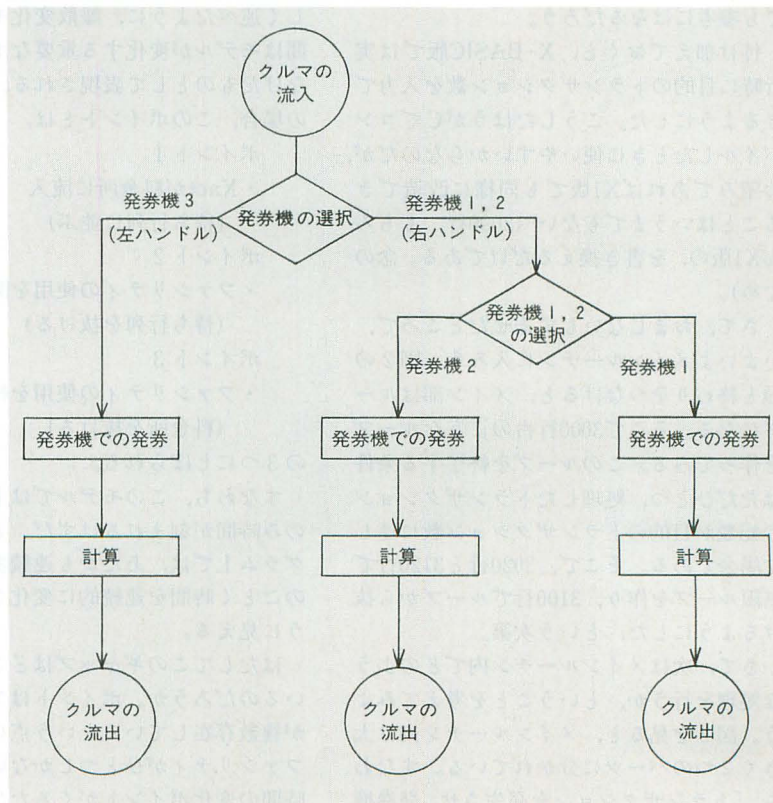 クルマの
流入
発券機の選択
発券機3
(左ハンドル)
発券機1, 2
(右ハンドル)
発券機1, 2
の選択
発券機2
発券機1
発券機での発券
発券機での発券
発券機での発券
計算
計算
計算
クルマの
流出
クルマの
流出
クルマの
流出